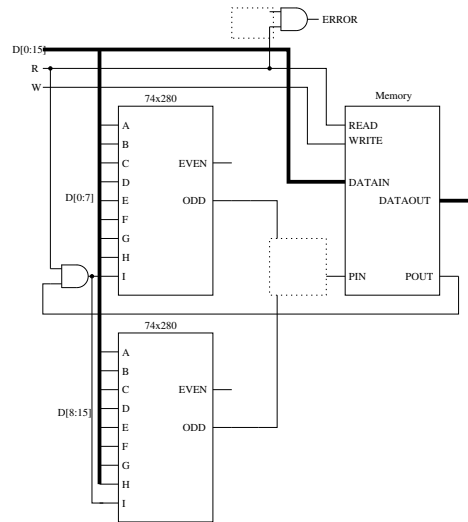 ERROR
D[0:15]
R
W
74x280
Memory
A
B
C
D
E
F
G
H
I
EVEN
ODD
D[0:7]
READ
WRITE
DATAIN
DATAOUT
PIN
POUT
74x280
A
B
C
D
E
F
G
H
I
EVEN
ODD
D[8:15]